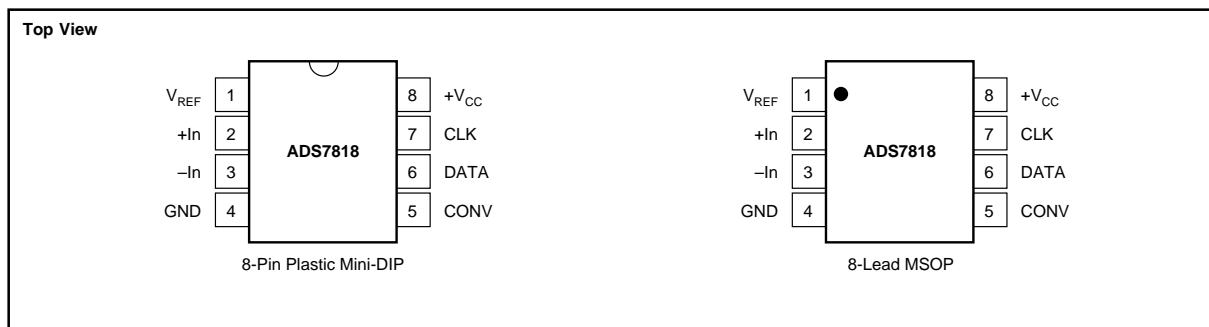 Top View
V_REF 1
+In 2
–In 3
GND 4
ADS7818
8 +V_CC
7 CLK
6 DATA
5 CONV
8-Pin Plastic Mini-DIP
V_REF 1
+In 2
–In 3
GND 4
ADS7818
8 +V_CC
7 CLK
6 DATA
5 CONV
8-Lead MSOP